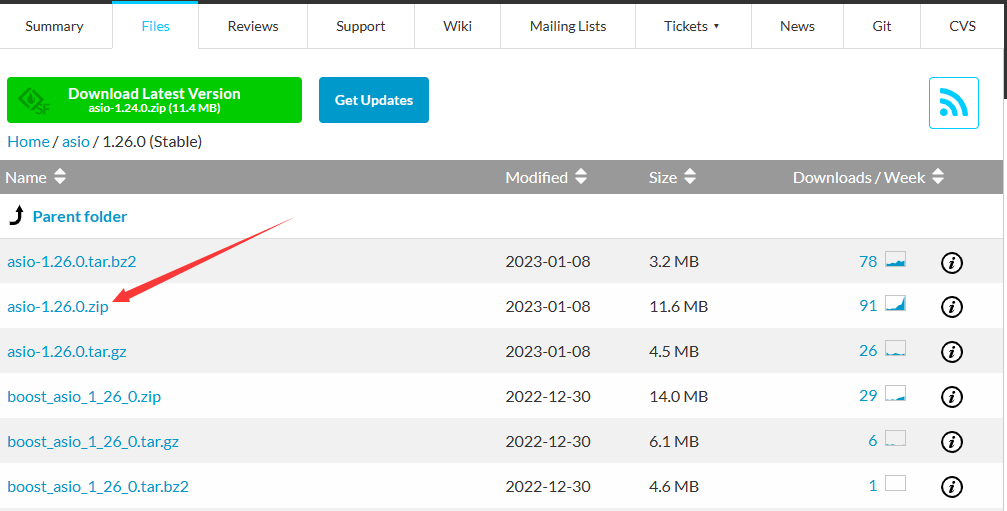 Summary Files Reviews Support Wiki Mailing Lists Tickets News Git CVS
SF
Download Latest Version
asio-1.24.0.zip (11.4 MB)
Get Updates
Home / asio / 1.26.0 (Stable)
Name Modified Size Downloads / Week
Parent folder
asio-1.26.0.tar.bz2 2023-01-08 3.2 MB 78 i
asio-1.26.0.zip 2023-01-08 11.6 MB 91 i
asio-1.26.0.tar.gz 2023-01-08 4.5 MB 26 i
boost_asio_1_26_0.zip 2022-12-30 14.0 MB 29 i
boost_asio_1_26_0.tar.gz 2022-12-30 6.1 MB 6 i
boost_asio_1_26_0.tar.bz2 2022-12-30 4.6 MB 1 i